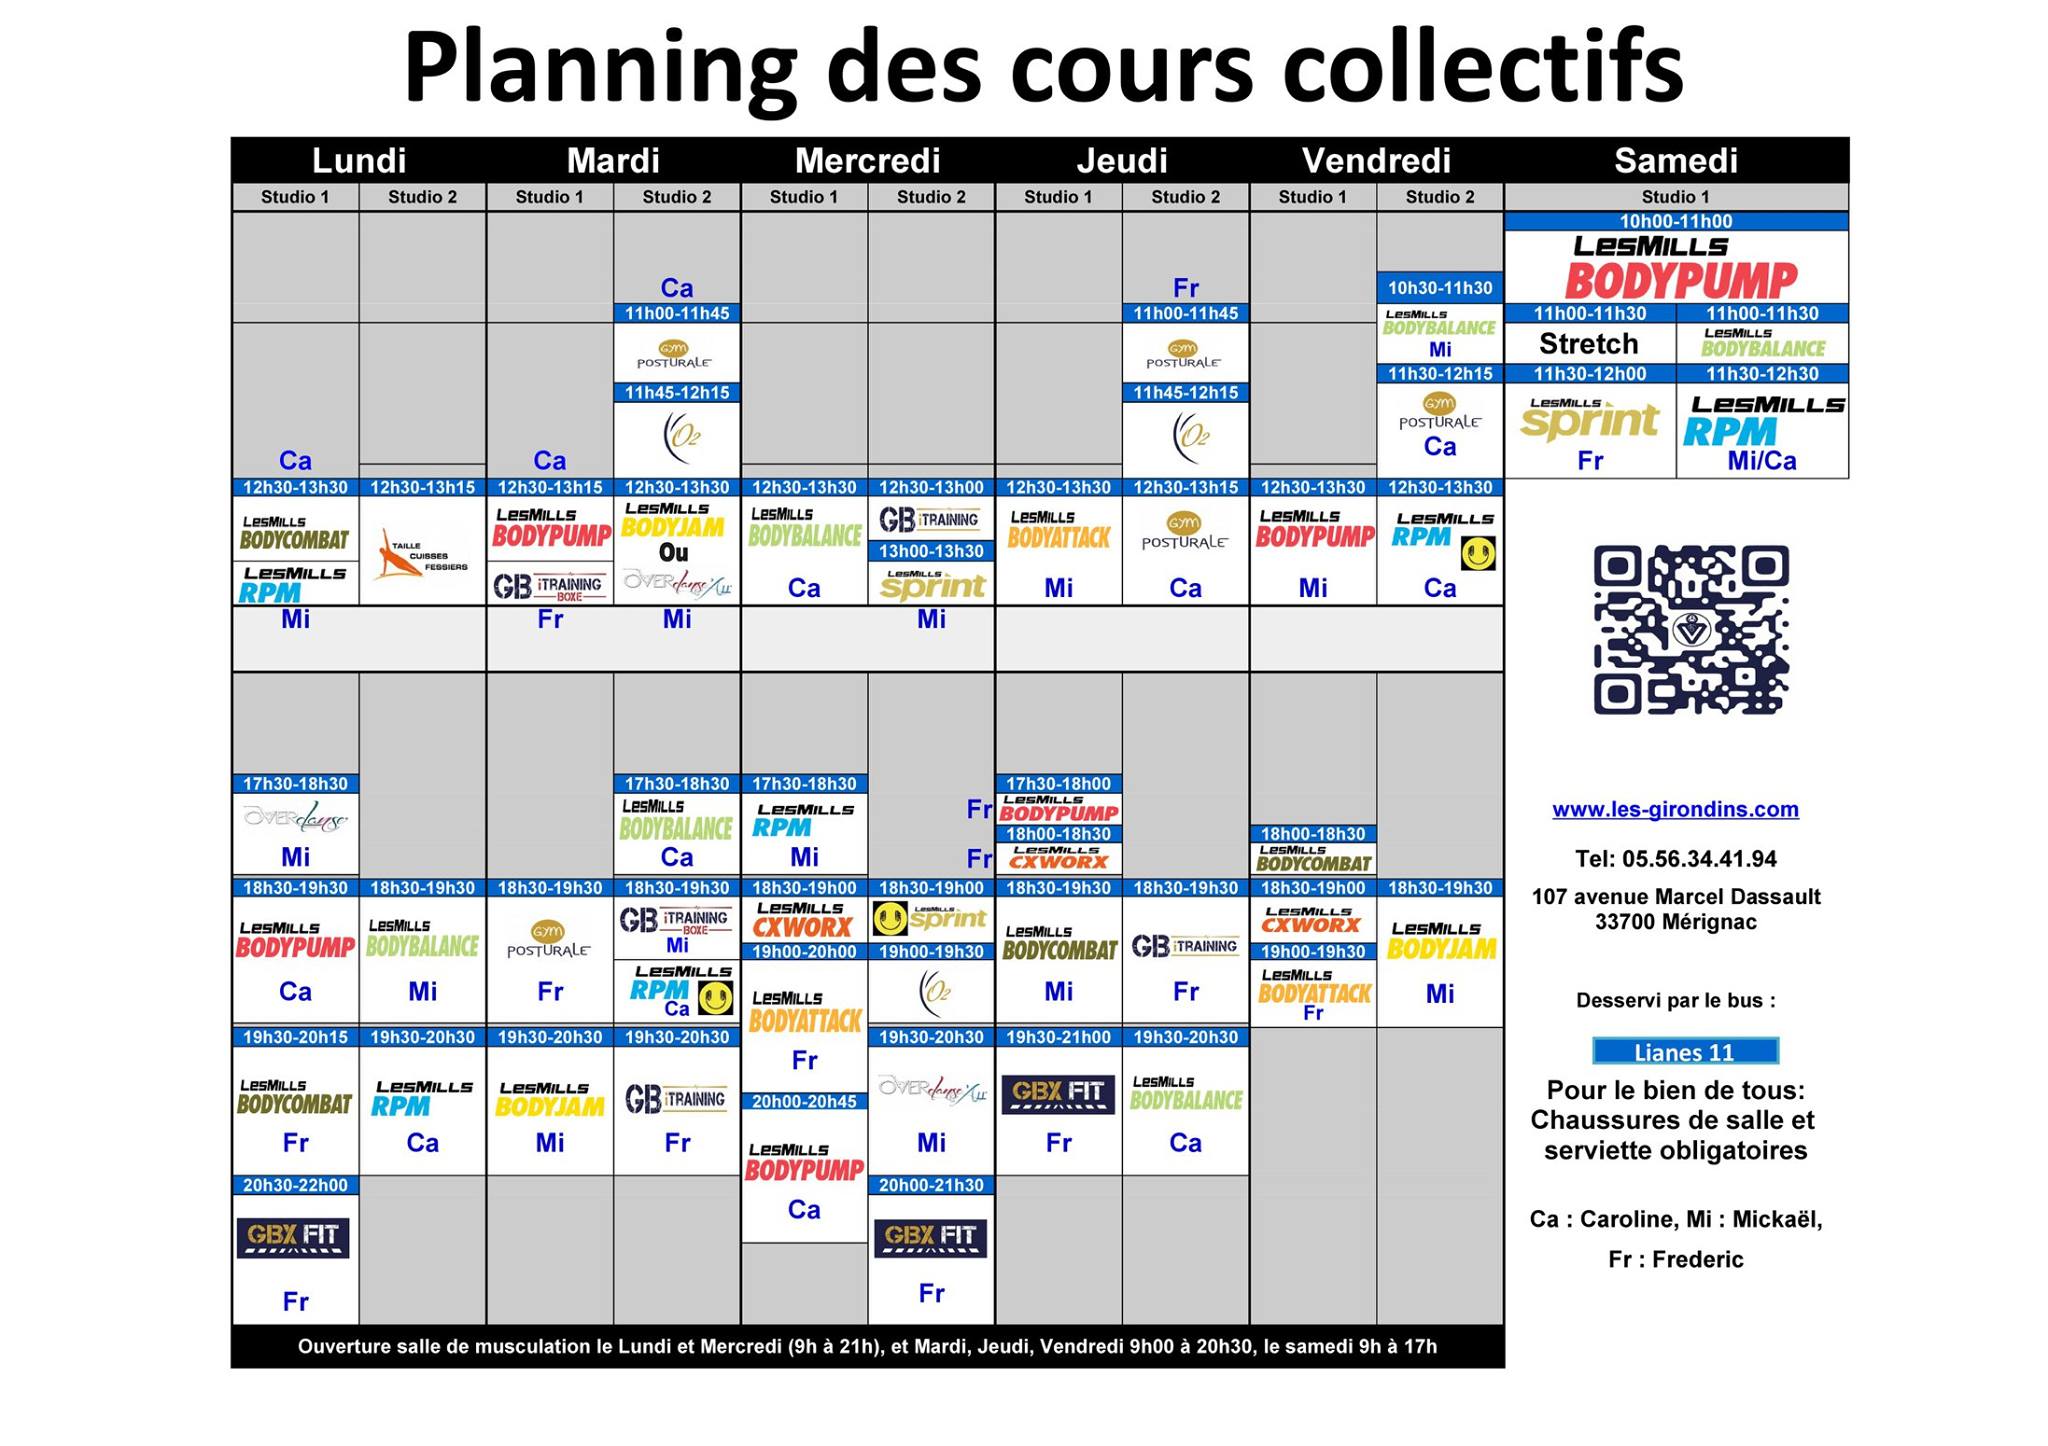 Planning des cours collectifs
Lundi Mardi Mercredi Jeudi Vendredi Samedi
Studio 1 Studio 2 Studio 1 Studio 2 Studio 1 Studio 2 Studio 1 Studio 2 Studio 1 Studio 2 Studio 1
10h00-11h00
LESMILLS
BODYPUMP
Ca Fr 10h30-11h30
11h00-11h45 11h00-11h45 LESMILLS BODYBALANCE 11h00-11h30 11h00-11h30
GYM POSTURALE GYM POSTURALE Mi Stretch LESMILLS BODYBALANCE
11h45-12h15 11h45-12h15 11h30-12h15 11h30-12h00 11h30-12h30
O2 O2 GYM POSTURALE LESMILLS sprint LESMILLS RPM
Ca Ca Ca Fr Mi/Ca
12h30-13h30 12h30-13h15 12h30-13h15 12h30-13h30 12h30-13h30 12h30-13h00 12h30-13h30 12h30-13h15 12h30-13h30 12h30-13h30
LESMILLS BODYCOMBAT TAILLE CUISSES FESSIERS LESMILLS BODYPUMP LESMILLS BODYJAM LESMILLS BODYBALANCE GB iTRAINING LESMILLS BODYATTACK GYM POSTURALE LESMILLS BODYPUMP LESMILLS RPM
Ou 13h00-13h30
LESMILLS RPM GB iTRAINING BOXE OVERdanse'XIII Ca LESMILLS sprint Mi Ca Mi Ca
Mi Fr Mi Mi
17h30-18h30 17h30-18h30 17h30-18h30 17h30-18h00
OVERdanse LESMILLS BODYBALANCE LESMILLS RPM Fr LESMILLS BODYPUMP
18h00-18h30 18h00-18h30
Mi Ca Mi Fr LESMILLS CXWORX LESMILLS BODYCOMBAT
18h30-19h30 18h30-19h30 18h30-19h30 18h30-19h30 18h30-19h00 18h30-19h00 18h30-19h30 18h30-19h30 18h30-19h00 18h30-19h30
LESMILLS BODYPUMP LESMILLS BODYBALANCE GYM POSTURALE GB iTRAINING BOXE LESMILLS CXWORX LESMILLS sprint LESMILLS BODYCOMBAT GB iTRAINING LESMILLS CXWORX LESMILLS BODYJAM
Mi 19h00-20h00 19h00-19h30 19h00-19h30
Ca Mi Fr LESMILLS RPM LESMILLS BODYATTACK O2 Mi Fr LESMILLS BODYATTACK Mi
Ca Fr
19h30-20h15 19h30-20h30 19h30-20h30 19h30-20h30 Fr 19h30-20h30 19h30-21h00 19h30-20h30
LESMILLS BODYCOMBAT LESMILLS RPM LESMILLS BODYJAM GB iTRAINING 20h00-20h45 OVERdanse'XIII GBX FIT LESMILLS BODYBALANCE
Fr Ca Mi Fr LESMILLS BODYPUMP Mi Fr Ca
20h30-22h00 Ca 20h00-21h30
GBX FIT GBX FIT
Fr Fr
Ouverture salle de musculation le Lundi et Mercredi (9h à 21h), et Mardi, Jeudi, Vendredi 9h00 à 20h30, le samedi 9h à 17h
www.les-girondins.com
Tel: 05.56.34.41.94
107 avenue Marcel Dassault
33700 Mérignac
Desservi par le bus :
Lianes 11
Pour le bien de tous:
Chaussures de salle et
serviette obligatoires
Ca : Caroline, Mi : Mickaël,
Fr : Frederic